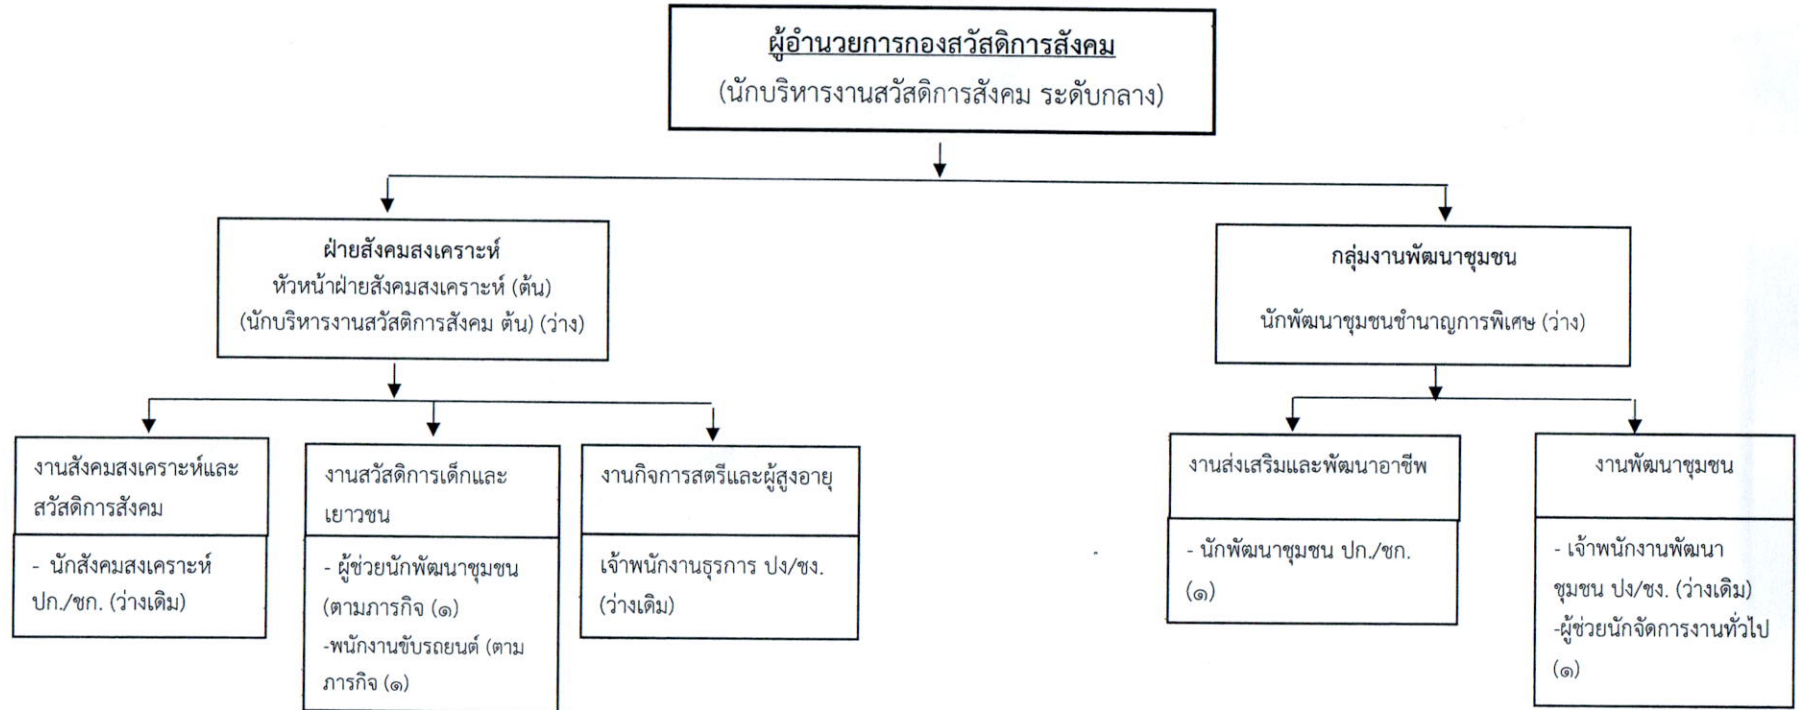 ผู้อำนวยการกองสวัสดิการสังคม
(นักบริหารงานสวัสดิการสังคม ระดับกลาง)
ฝ่ายสังคมสงเคราะห์
หัวหน้าฝ่ายสังคมสงเคราะห์ (ต้น)
(นักบริหารงานสวัสติการสังคม ต้น) (ว่าง)
กลุ่มงานพัฒนาชุมชน
นักพัฒนาชุมชนชำนาญการพิเศษ (ว่าง)
งานสังคมสงเคราะห์และ
สวัสดิการสังคม
- นักสังคมสงเคราะห์
ปก./ชก. (ว่างเดิม)
งานสวัสดิการเด็กและ
เยาวชน
- ผู้ช่วยนักพัฒนาชุมชน
(ตามภารกิจ (๑)
-พนักงานขับรถยนต์ (ตาม
ภารกิจ (๑)
งานกิจการสตรีและผู้สูงอายุ
เจ้าพนักงานธุรการ ปง/ชง.
(ว่างเดิม)
งานส่งเสริมและพัฒนาอาชีพ
- นักพัฒนาชุมชน ปก./ชก.
(๑)
งานพัฒนาชุมชน
- เจ้าพนักงานพัฒนา
ชุมชน ปง/ชง. (ว่างเดิม)
-ผู้ช่วยนักจัดการงานทั่วไป
(๑)